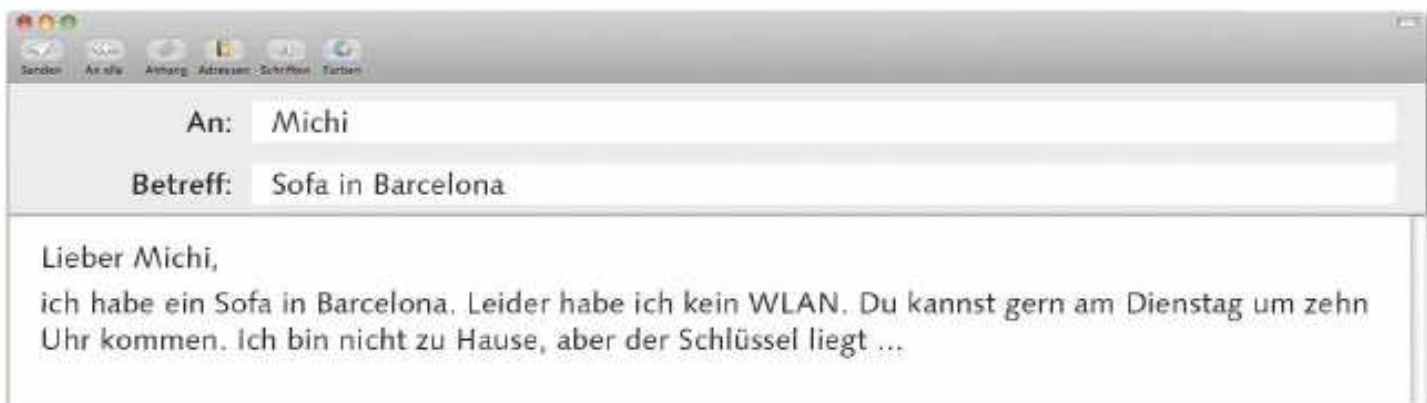 Senden An alle Anhang Adressen Schriften Farben
An: Michi
Betreff: Sofa in Barcelona
Lieber Michi,
ich habe ein Sofa in Barcelona. Leider habe ich kein WLAN. Du kannst gern am Dienstag um zehn
Uhr kommen. Ich bin nicht zu Hause, aber der Schlüssel liegt ...